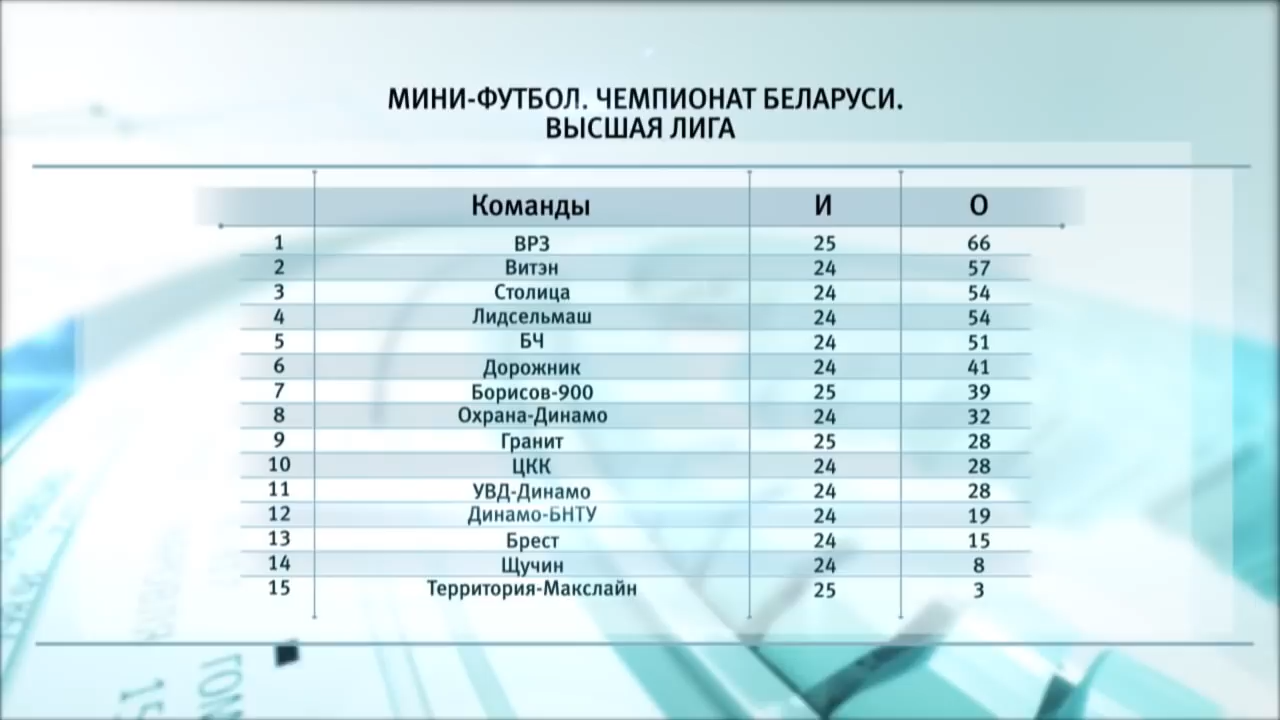 МИНИ-ФУТБОЛ. ЧЕМПИОНАТ БЕЛАРУСИ.
ВЫСШАЯ ЛИГА
Команды И О
1 ВРЗ 25 66
2 Витэн 24 57
3 Столица 24 54
4 Лидсельмаш 24 54
5 БЧ 24 51
6 Дорожник 24 41
7 Борисов-900 25 39
8 Охрана-Динамо 24 32
9 Гранит 25 28
10 ЦКК 24 28
11 УВД-Динамо 24 28
12 Динамо-БНТУ 24 19
13 Брест 24 15
14 Щучин 24 8
15 Территория-Макслайн 25 3